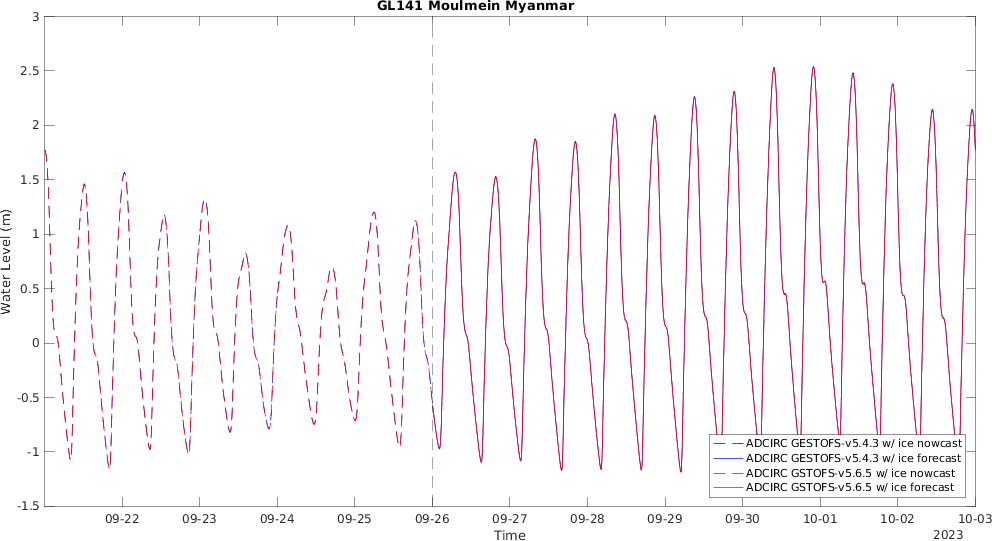 GL141 Moulmein Myanmar
3
2.5
2
1.5
1
0.5
0
-0.5
-1
-1.5
Water Level (m)
ADCIRC GESTOFS-v5.4.3 w/ ice nowcast
ADCIRC GESTOFS-v5.4.3 w/ ice forecast
ADCIRC GSTOFS-v5.6.5 w/ ice nowcast
ADCIRC GSTOFS-v5.6.5 w/ ice forecast
09-22 09-23 09-24 09-25 09-26 09-27 09-28 09-29 09-30 10-01 10-02 10-03
Time
2023